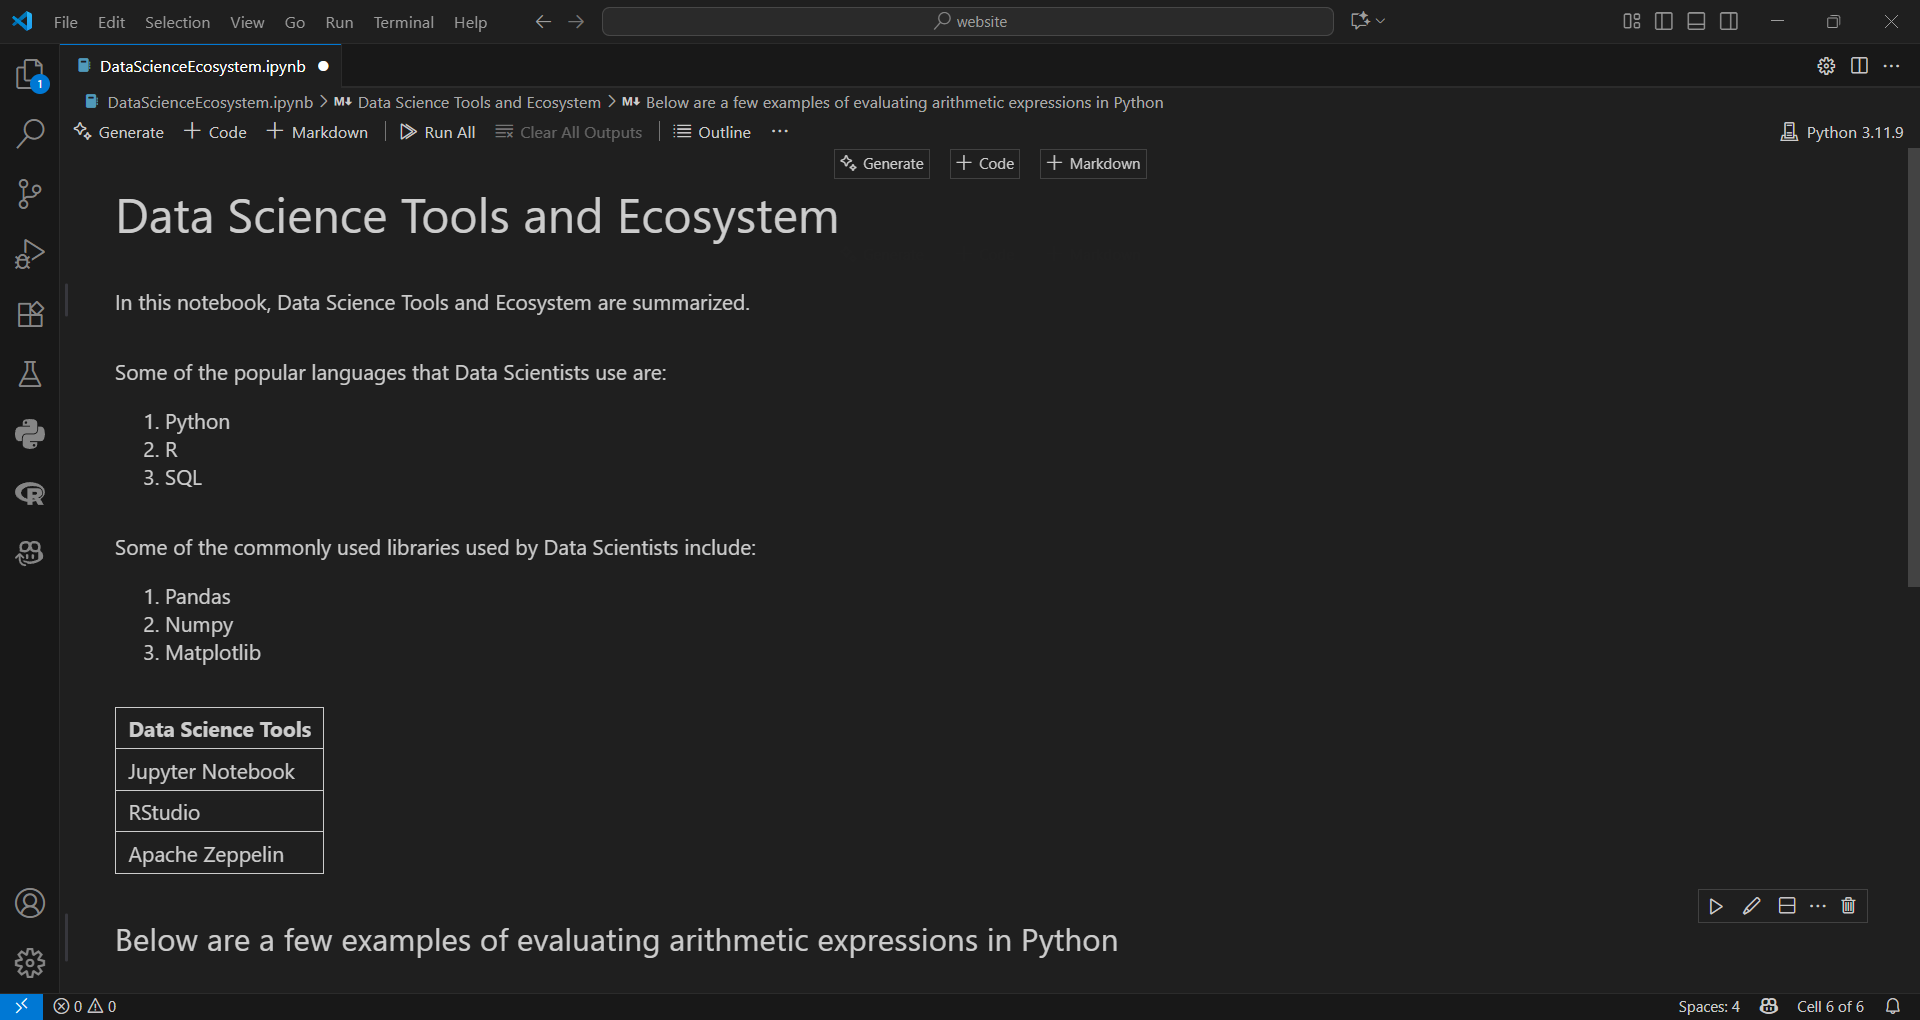 File Edit Selection View Go Run Terminal Help website
DataScienceEcosystem.ipynb
1
DataScienceEcosystem.ipynb > M↓ Data Science Tools and Ecosystem > M↓ Below are a few examples of evaluating arithmetic expressions in Python
Generate + Code + Markdown Run All Clear All Outputs Outline ... Python 3.11.9
Generate + Code + Markdown
Data Science Tools and Ecosystem
In this notebook, Data Science Tools and Ecosystem are summarized.
Some of the popular languages that Data Scientists use are:
1. Python
2. R
3. SQL
Some of the commonly used libraries used by Data Scientists include:
1. Pandas
2. Numpy
3. Matplotlib
Data Science Tools
Jupyter Notebook
RStudio
Apache Zeppelin
Below are a few examples of evaluating arithmetic expressions in Python
0 0 Spaces: 4 Cell 6 of 6